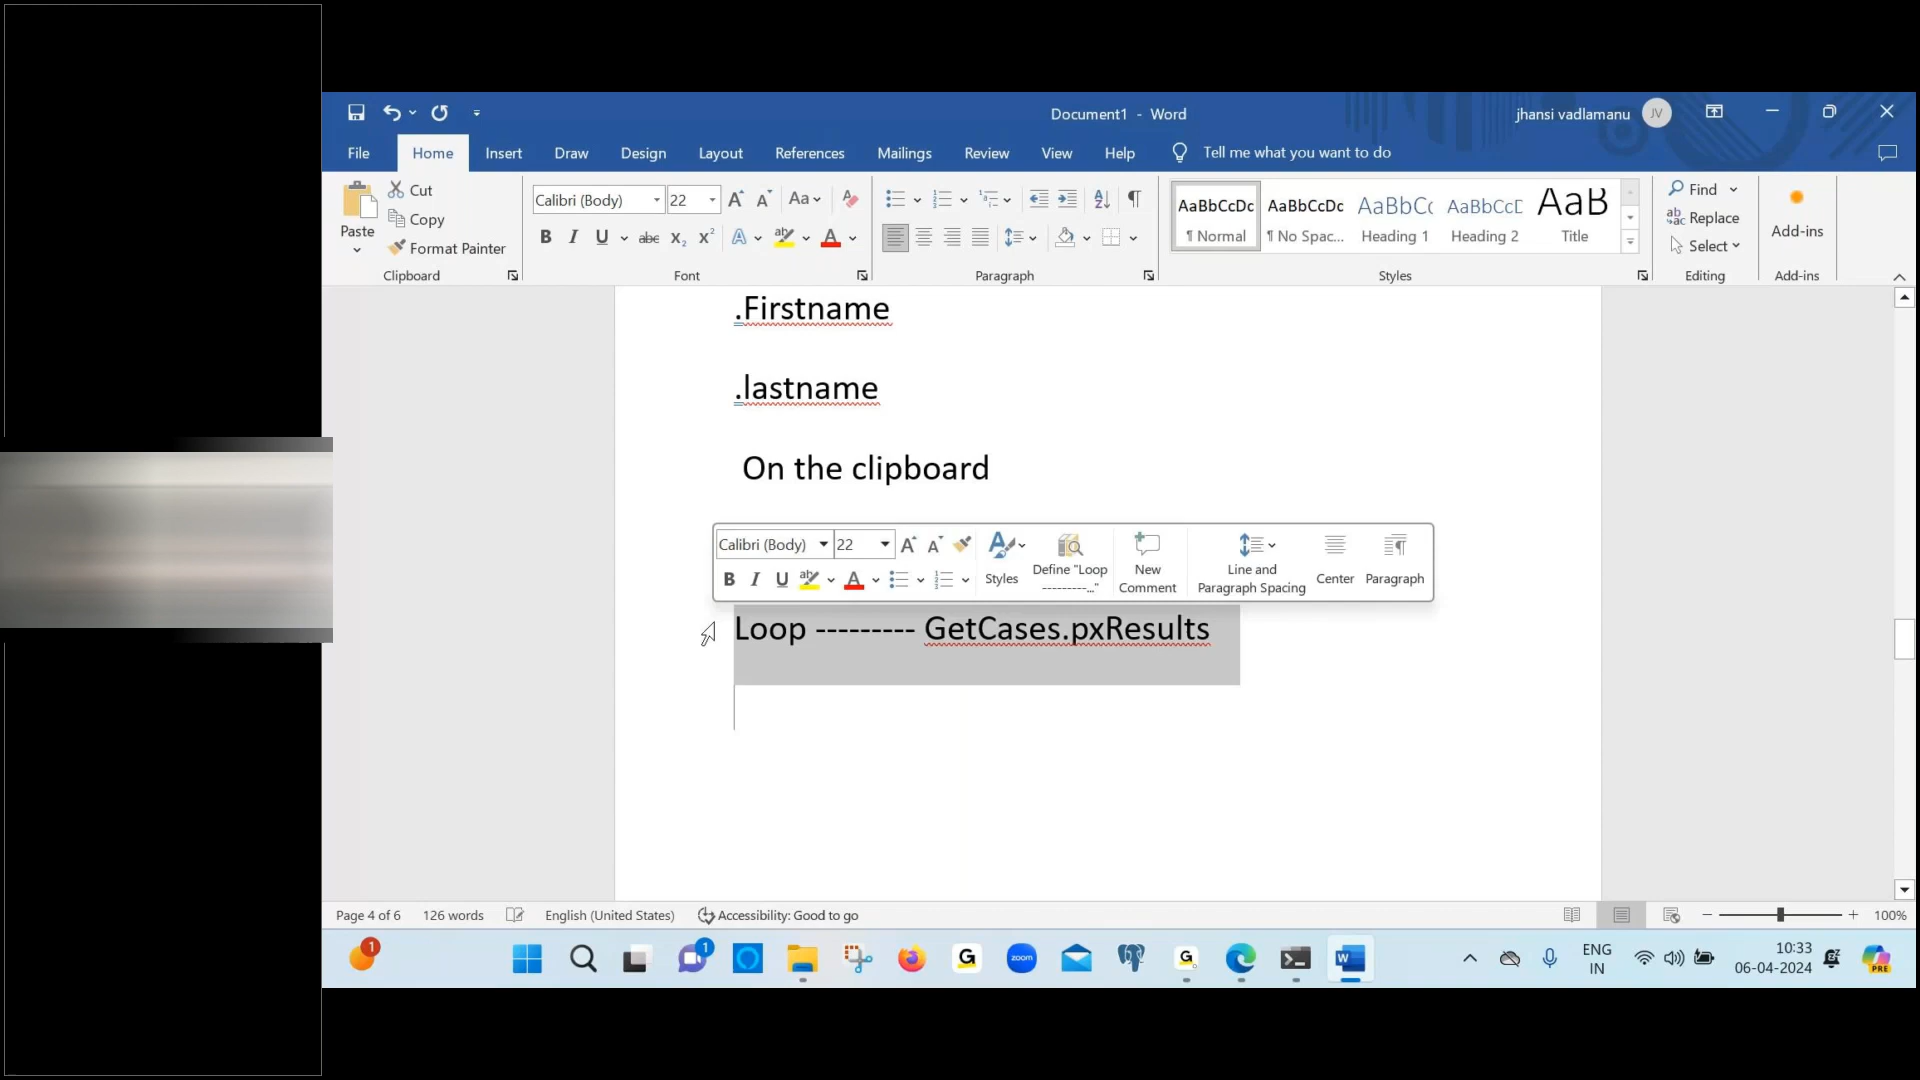 Document1 - Word
jhansi vadlamanu
JV
File Home Insert Draw Design Layout References Mailings Review View Help Tell me what you want to do
Paste
Cut
Copy
Format Painter
Clipboard
Calibri (Body) 22
Font
Paragraph
AaBbCcDc AaBbCcDc AaBbCc AaBbCcD AaB
¶ Normal ¶ No Spac... Heading 1 Heading 2 Title
Styles
Find
Replace
Select
Editing
Add-ins
Add-ins
.Firstname
.lastname
On the clipboard
Calibri (Body) 22
B I U
Styles
Define "Loop
---------..."
New
Comment
Line and
Paragraph Spacing
Center
Paragraph
Loop --------- GetCases.pxResults
Page 4 of 6 126 words English (United States) Accessibility: Good to go
100%
1
1
zoom
ENG
IN
10:33
06-04-2024
PRE